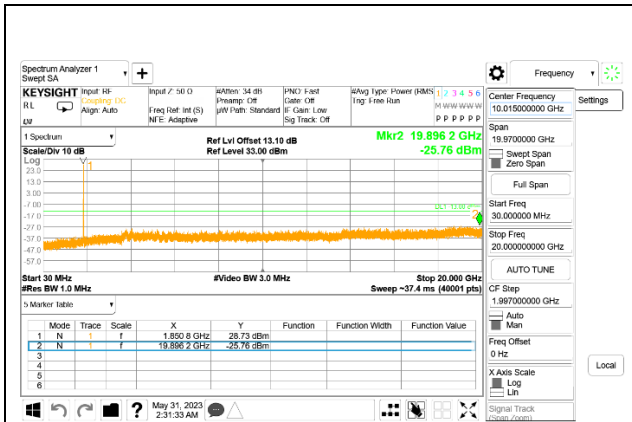 Spectrum Analyzer 1
Swept SA
Frequency
KEYSIGHT
RL
Input: RF
Coupling: DC
Align: Auto
Input Z: 50 Ω
Freq Ref: Int (S)
NFE: Adaptive
#Atten: 34 dB
Preamp: Off
µW Path: Standard
PNO: Fast
Gate: Off
IF Gain: Low
Sig Track: Off
#Avg Type: Power (RMS
Trig: Free Run
1 2 3 4 5 6
M W W W W W
P P P P P P
1 Spectrum
Scale/Div 10 dB
Ref Lvl Offset 13.10 dB
Ref Level 33.00 dBm
Mkr2 19.896 2 GHz
-25.76 dBm
Log
23.0
13.0
3.00
-7.00
-17.0
-27.0
-37.0
-47.0
-57.0
1
2
Start 30 MHz
#Video BW 3.0 MHz
Stop 20.000 GHz
#Res BW 1.0 MHz
Sweep ~37.4 ms (40001 pts)
5 Marker Table
Mode Trace Scale X Y Function Function Width Function Value
1 N 1 f 1.850 8 GHz 28.73 dBm
2 N 1 f 19.896 2 GHz -25.76 dBm
3
4
5
6
May 31, 2023
2:31:33 AM
Center Frequency
10.015000000 GHz
Settings
Span
19.9700000 GHz
Swept Span
Zero Span
Full Span
Start Freq
30.000000 MHz
Stop Freq
20.000000000 GHz
AUTO TUNE
CF Step
1.997000000 GHz
Auto
Man
Freq Offset
0 Hz
X Axis Scale
Log
Lin
Signal Track
(Span Zoom)
Local